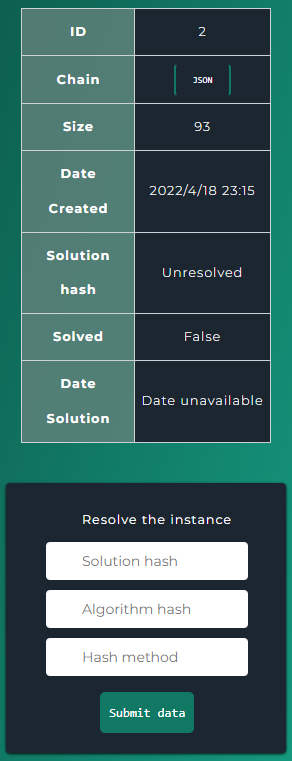 ID 2
Chain JSON
Size 93
Date
Created
2022/4/18 23:15
Solution
hash
Unresolved
Solved False
Date
Solution
Date unavailable
Resolve the instance
Solution hash
Algorithm hash
Hash method
Submit data